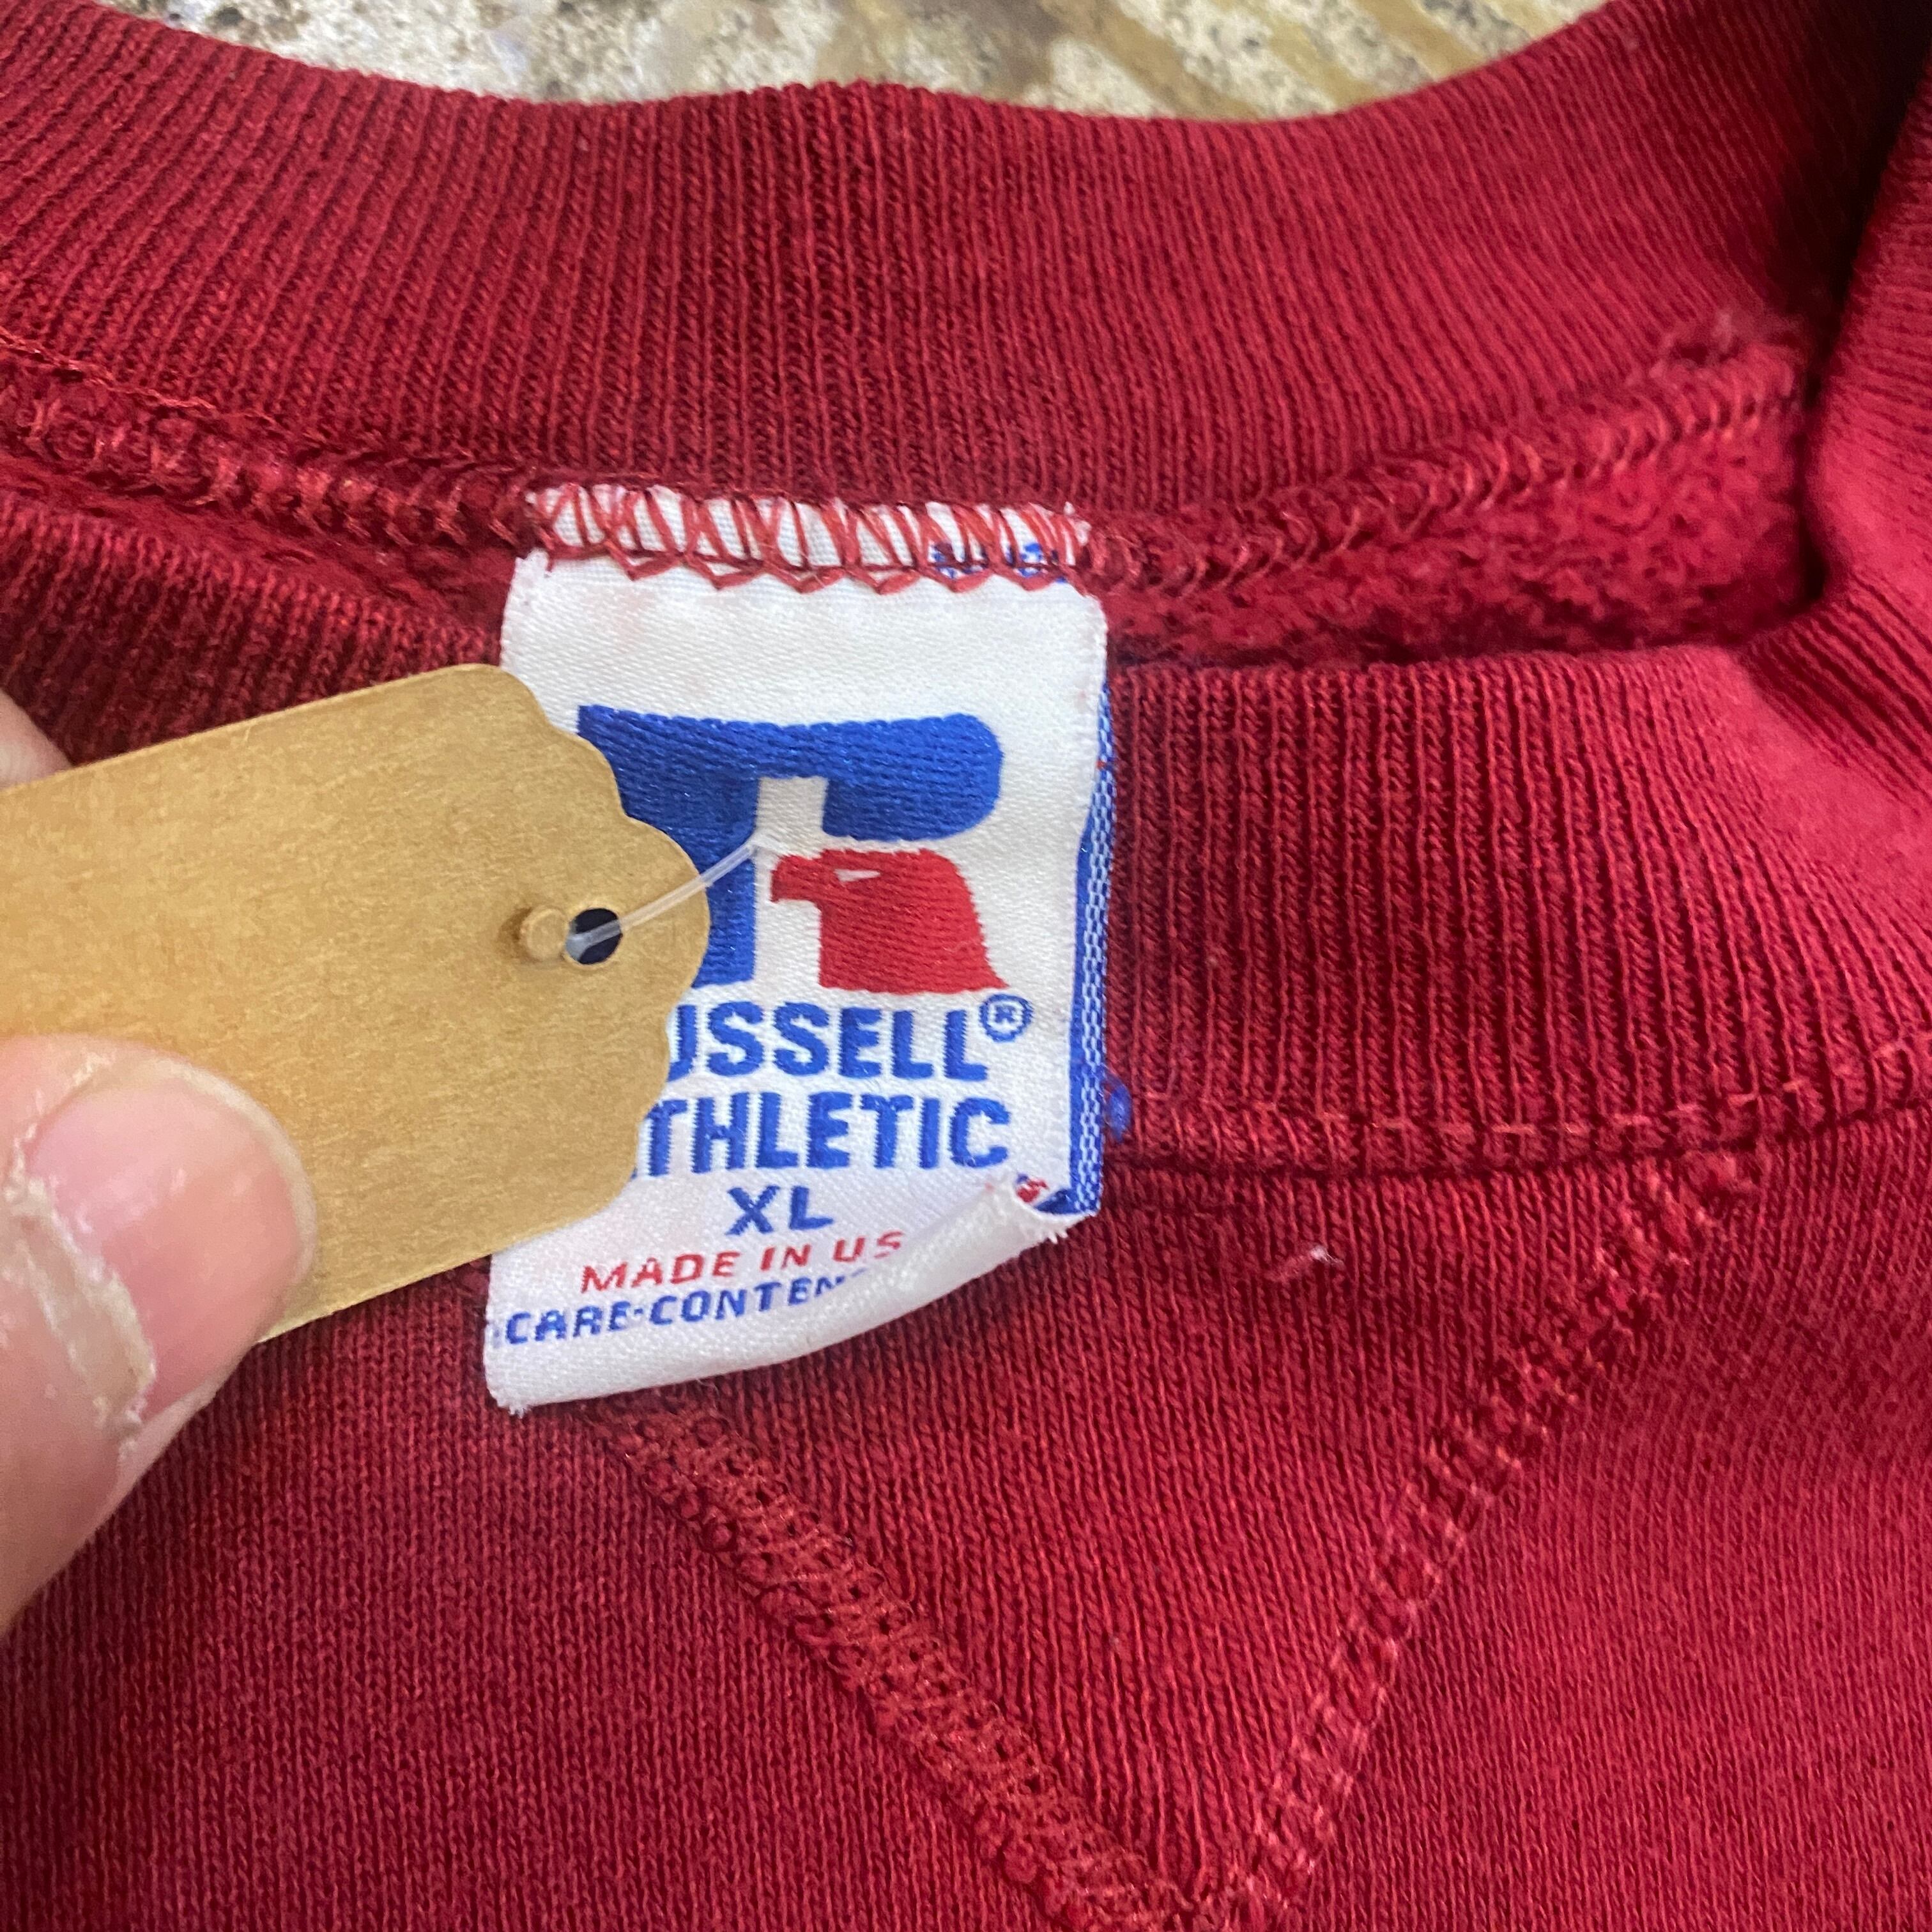 USSELL®
THLETIC
XL
MADE IN US
CARE·CONTEN